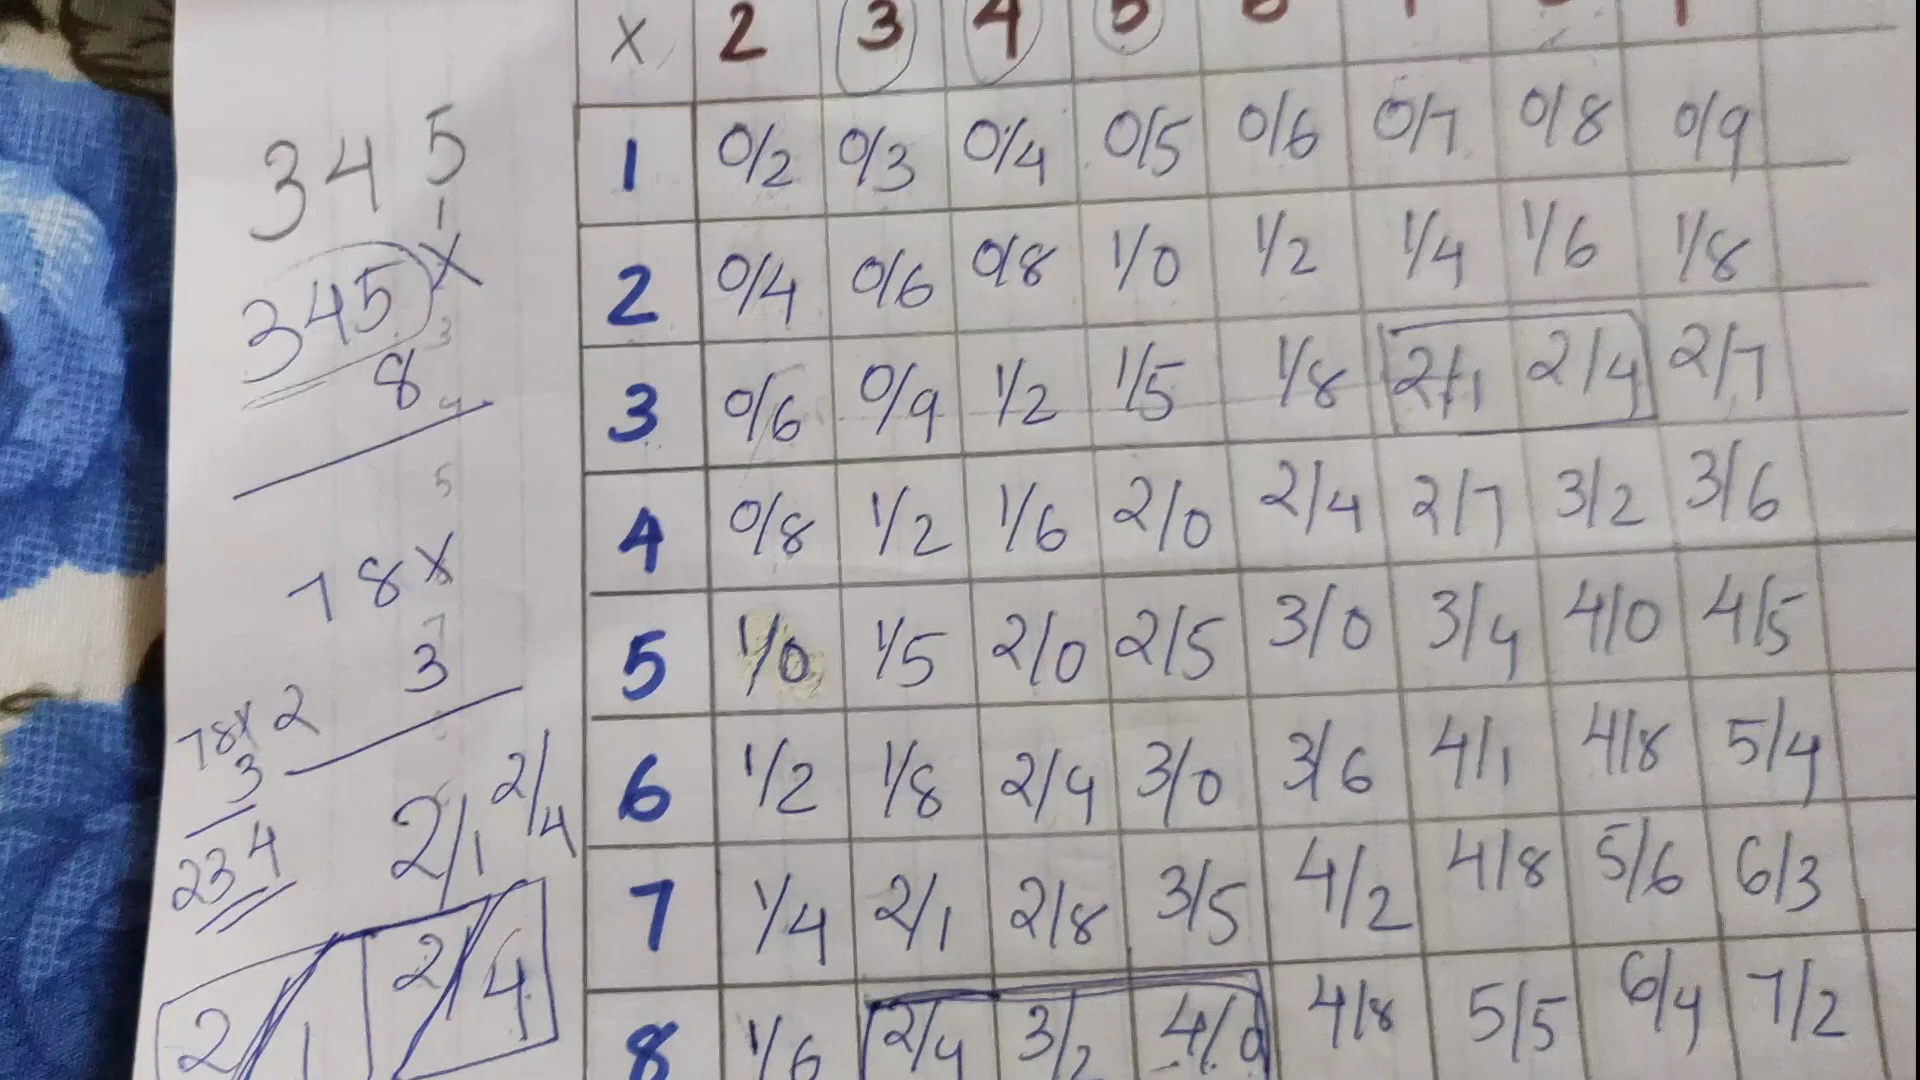 x 2 3 4 5
1 0/2 0/3 0/4 0/5 0/6 0/7 0/8 0/9
2 0/4 0/6 0/8 1/0 1/2 1/4 1/6 1/8
3 0/6 0/9 1/2 1/5 1/8 2/1 2/4 2/7
4 0/8 1/2 1/6 2/0 2/4 2/7 3/2 3/6
5 1/0 1/5 2/0 2/5 3/0 3/4 4/0 4/5
6 1/2 1/8 2/4 3/0 3/6 4/1 4/8 5/4
7 1/4 2/1 2/8 3/5 4/2 4/8 5/6 6/3
8 1/6 2/4 3/2 4/0 4/8 5/5 6/4 7/2
345
345 x
8
78 x
3
78x2
3
234
2/1 2/4
2/1 2/4